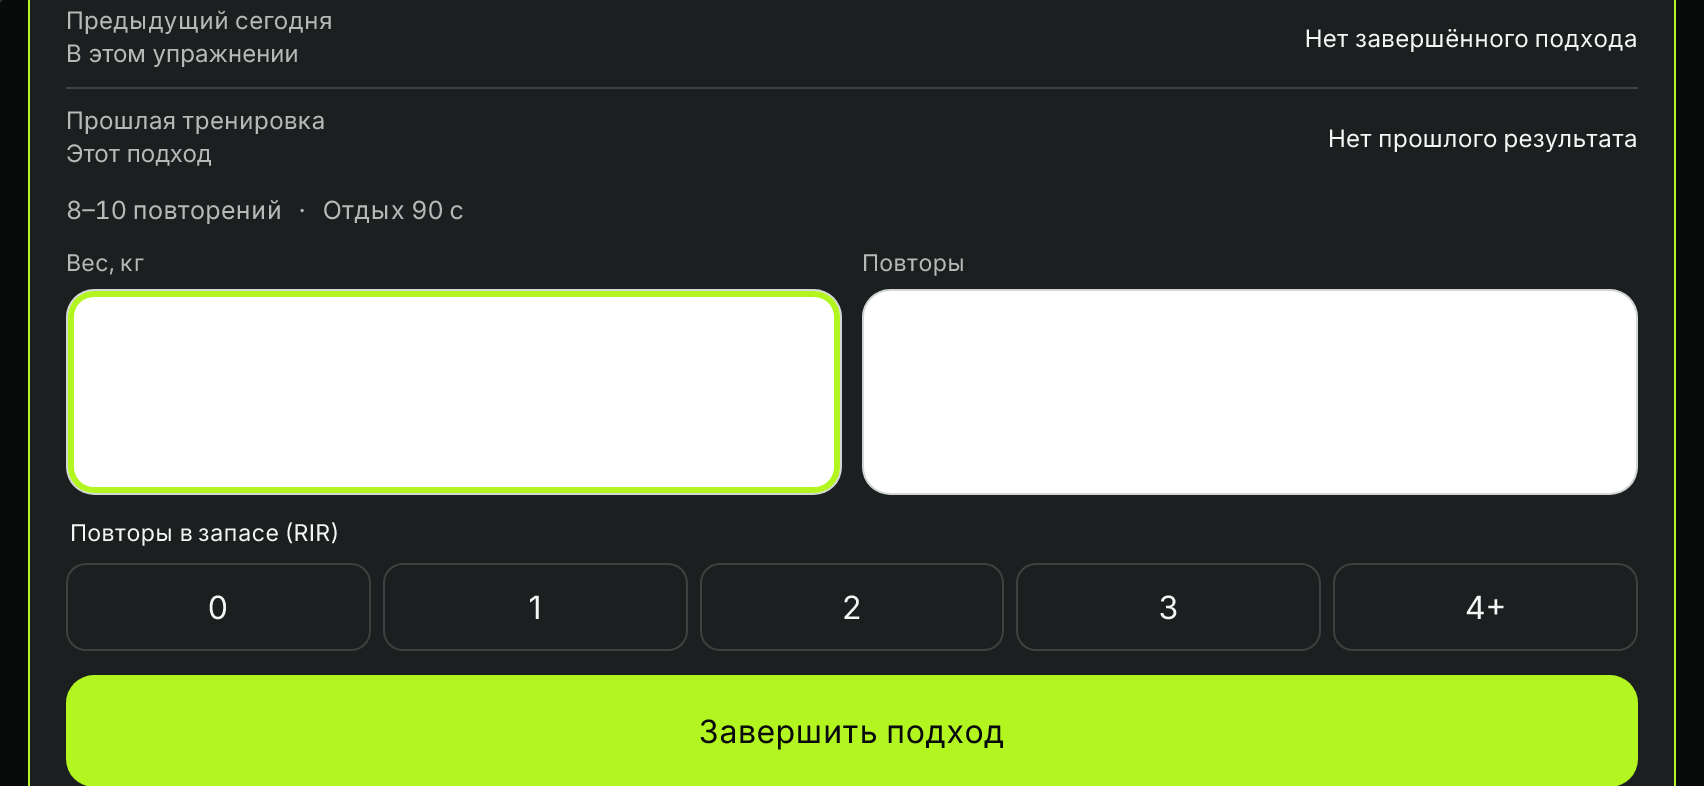 Предыдущий сегодня
В этом упражнении
Нет завершённого подхода
Прошлая тренировка
Этот подход
Нет прошлого результата
8–10 повторений · Отдых 90 с
Вес, кг
Повторы
Повторы в запасе (RIR)
0 1 2 3 4+
Завершить подход